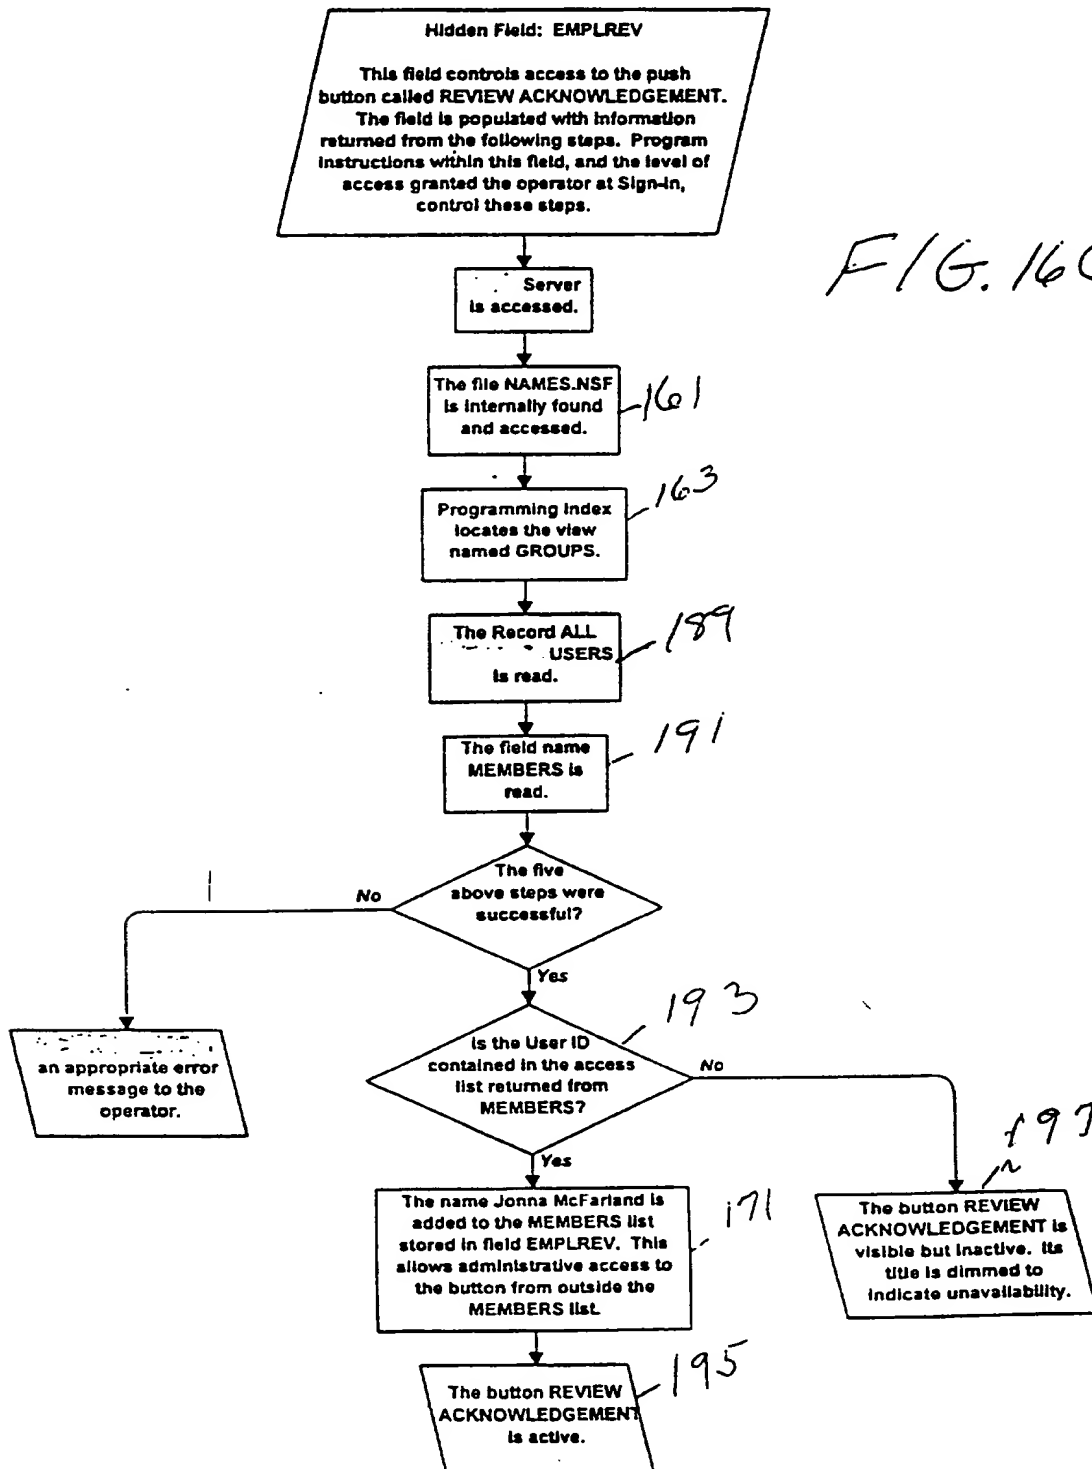 Hidden Field: EMPLREV
This field controls access to the push
button called REVIEW ACKNOWLEDGEMENT.
The field is populated with information
returned from the following steps. Program
instructions within this field, and the level of
access granted the operator at Sign-in,
control these steps.
FIG. 16C
Server
is accessed.
The file NAMES.NSF
is internally found
and accessed.
161
Programming Index
locates the view
named GROUPS.
163
The Record ALL
USERS
is read.
189
The field name
MEMBERS is
read.
191
The five
above steps were
successful?
No
Yes
an appropriate error
message to the
operator.
Is the User ID
contained in the access
list returned from
MEMBERS?
193
No
Yes
The name Jonna McFarland is
added to the MEMBERS list
stored in field EMPLREV. This
allows administrative access to
the button from outside the
MEMBERS list.
171
The button REVIEW
ACKNOWLEDGEMENT is
visible but inactive. Its
title is dimmed to
indicate unavailability.
197
The button REVIEW
ACKNOWLEDGEMENT
is active.
195